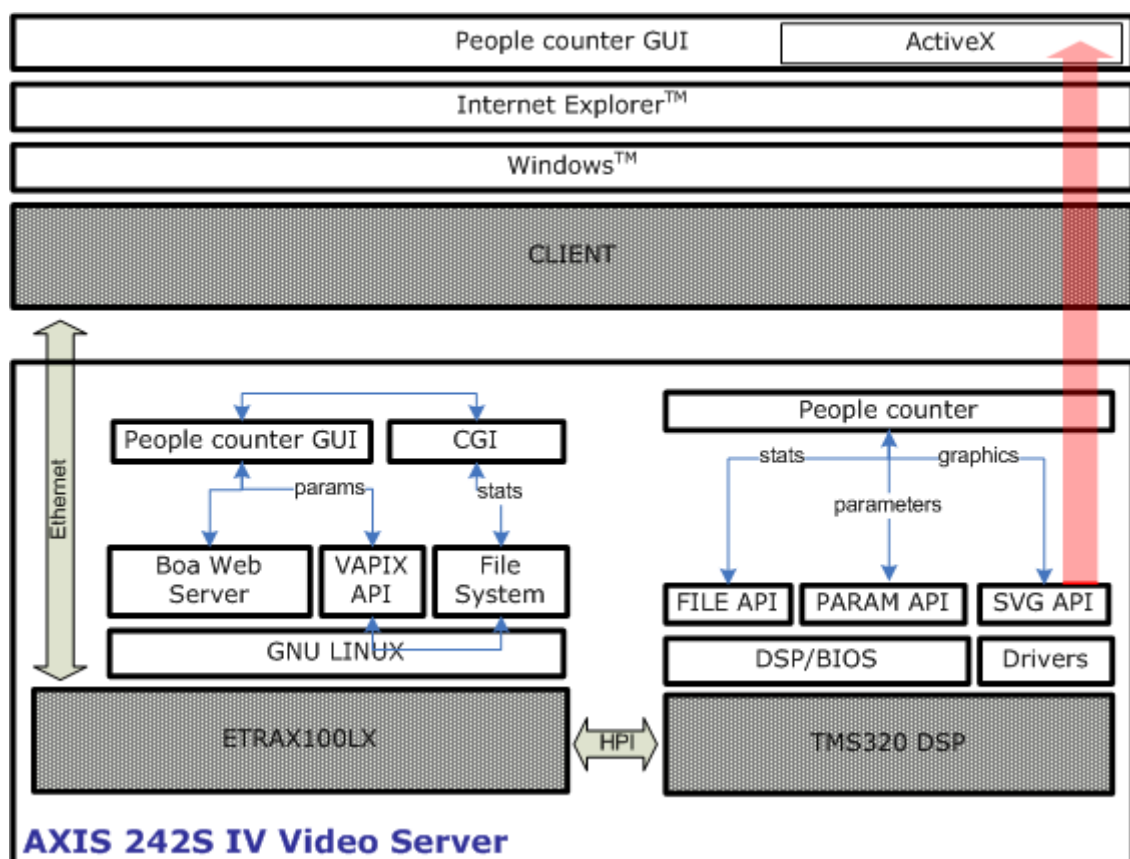 People counter GUI
ActiveX
Internet Explorer™
Windows™
CLIENT
Ethernet
People counter GUI
CGI
params
stats
Boa Web
Server
VAPIX
API
File
System
GNU LINUX
ETRAX100LX
HPI
People counter
stats
graphics
parameters
FILE API
PARAM API
SVG API
DSP/BIOS
Drivers
TMS320 DSP
AXIS 242S IV Video Server